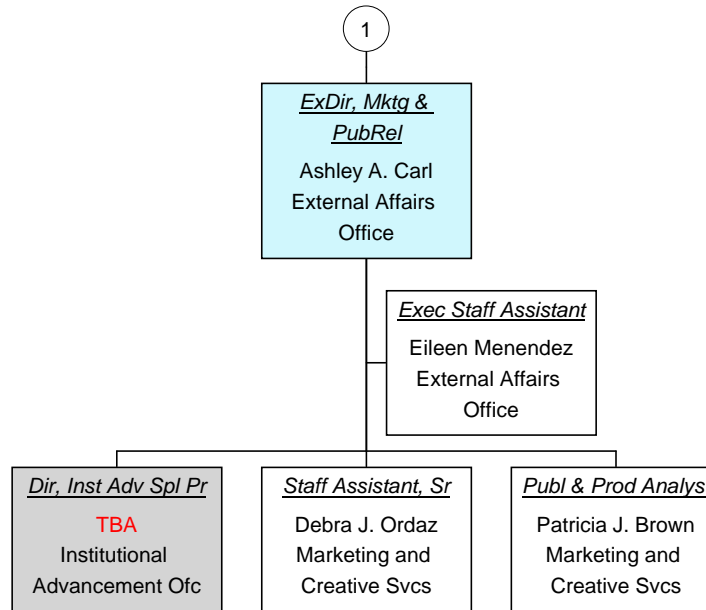 1
ExDir, Mktg &
PubRel
Ashley A. Carl
External Affairs
Office
Exec Staff Assistant
Eileen Menendez
External Affairs
Office
Dir, Inst Adv Spl Pr
TBA
Institutional
Advancement Ofc
Staff Assistant, Sr
Debra J. Ordaz
Marketing and
Creative Svcs
Publ & Prod Analys
Patricia J. Brown
Marketing and
Creative Svcs